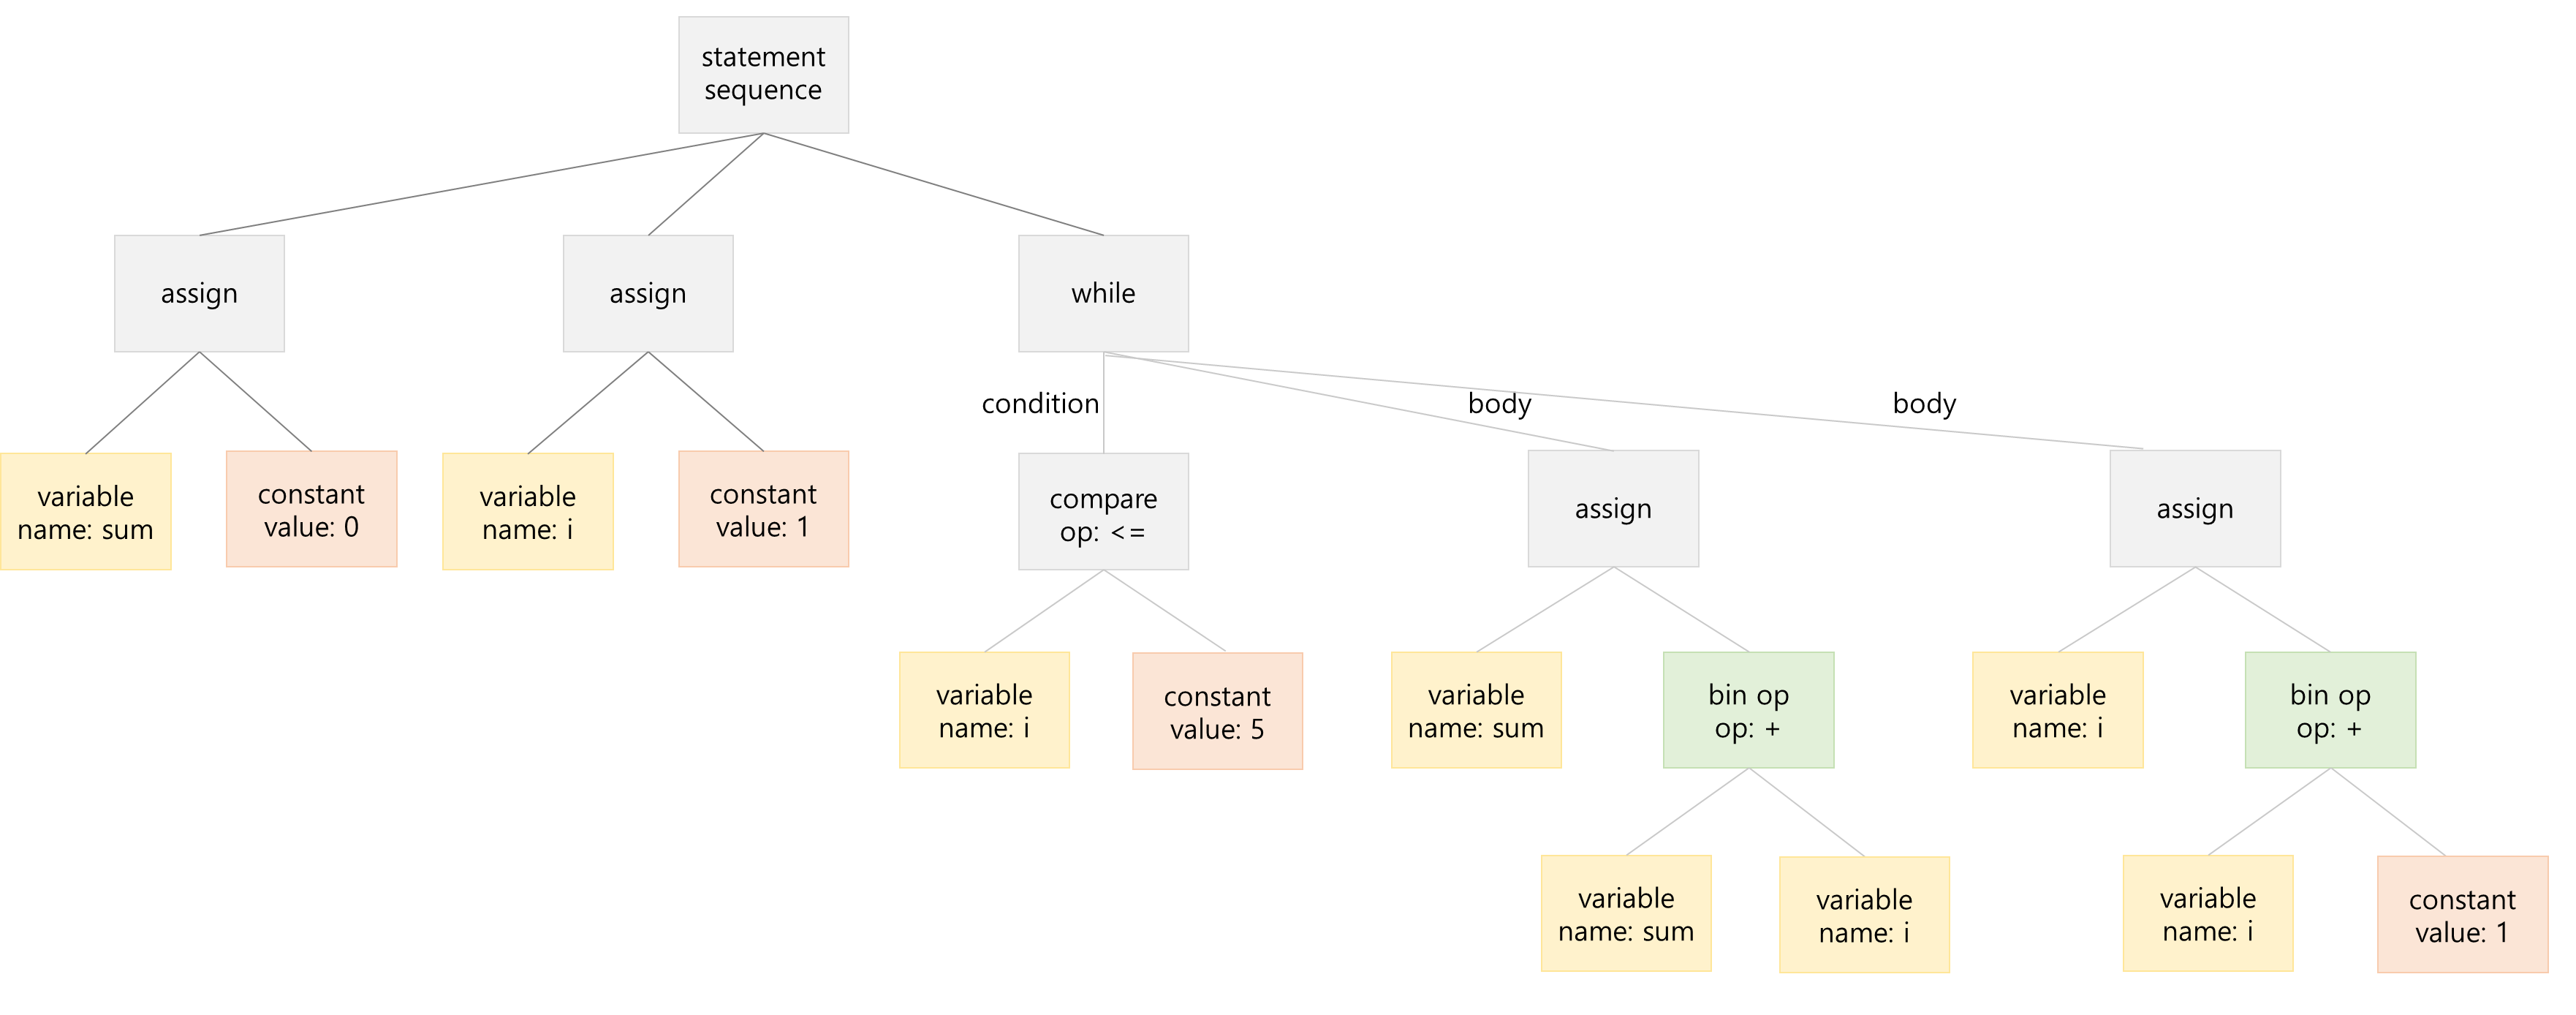 statement
sequence
assign
assign
while
condition
body
body
variable
name: sum
constant
value: 0
variable
name: i
constant
value: 1
compare
op: <=
assign
assign
variable
name: i
constant
value: 5
variable
name: sum
bin op
op: +
variable
name: i
bin op
op: +
variable
name: sum
variable
name: i
variable
name: i
constant
value: 1